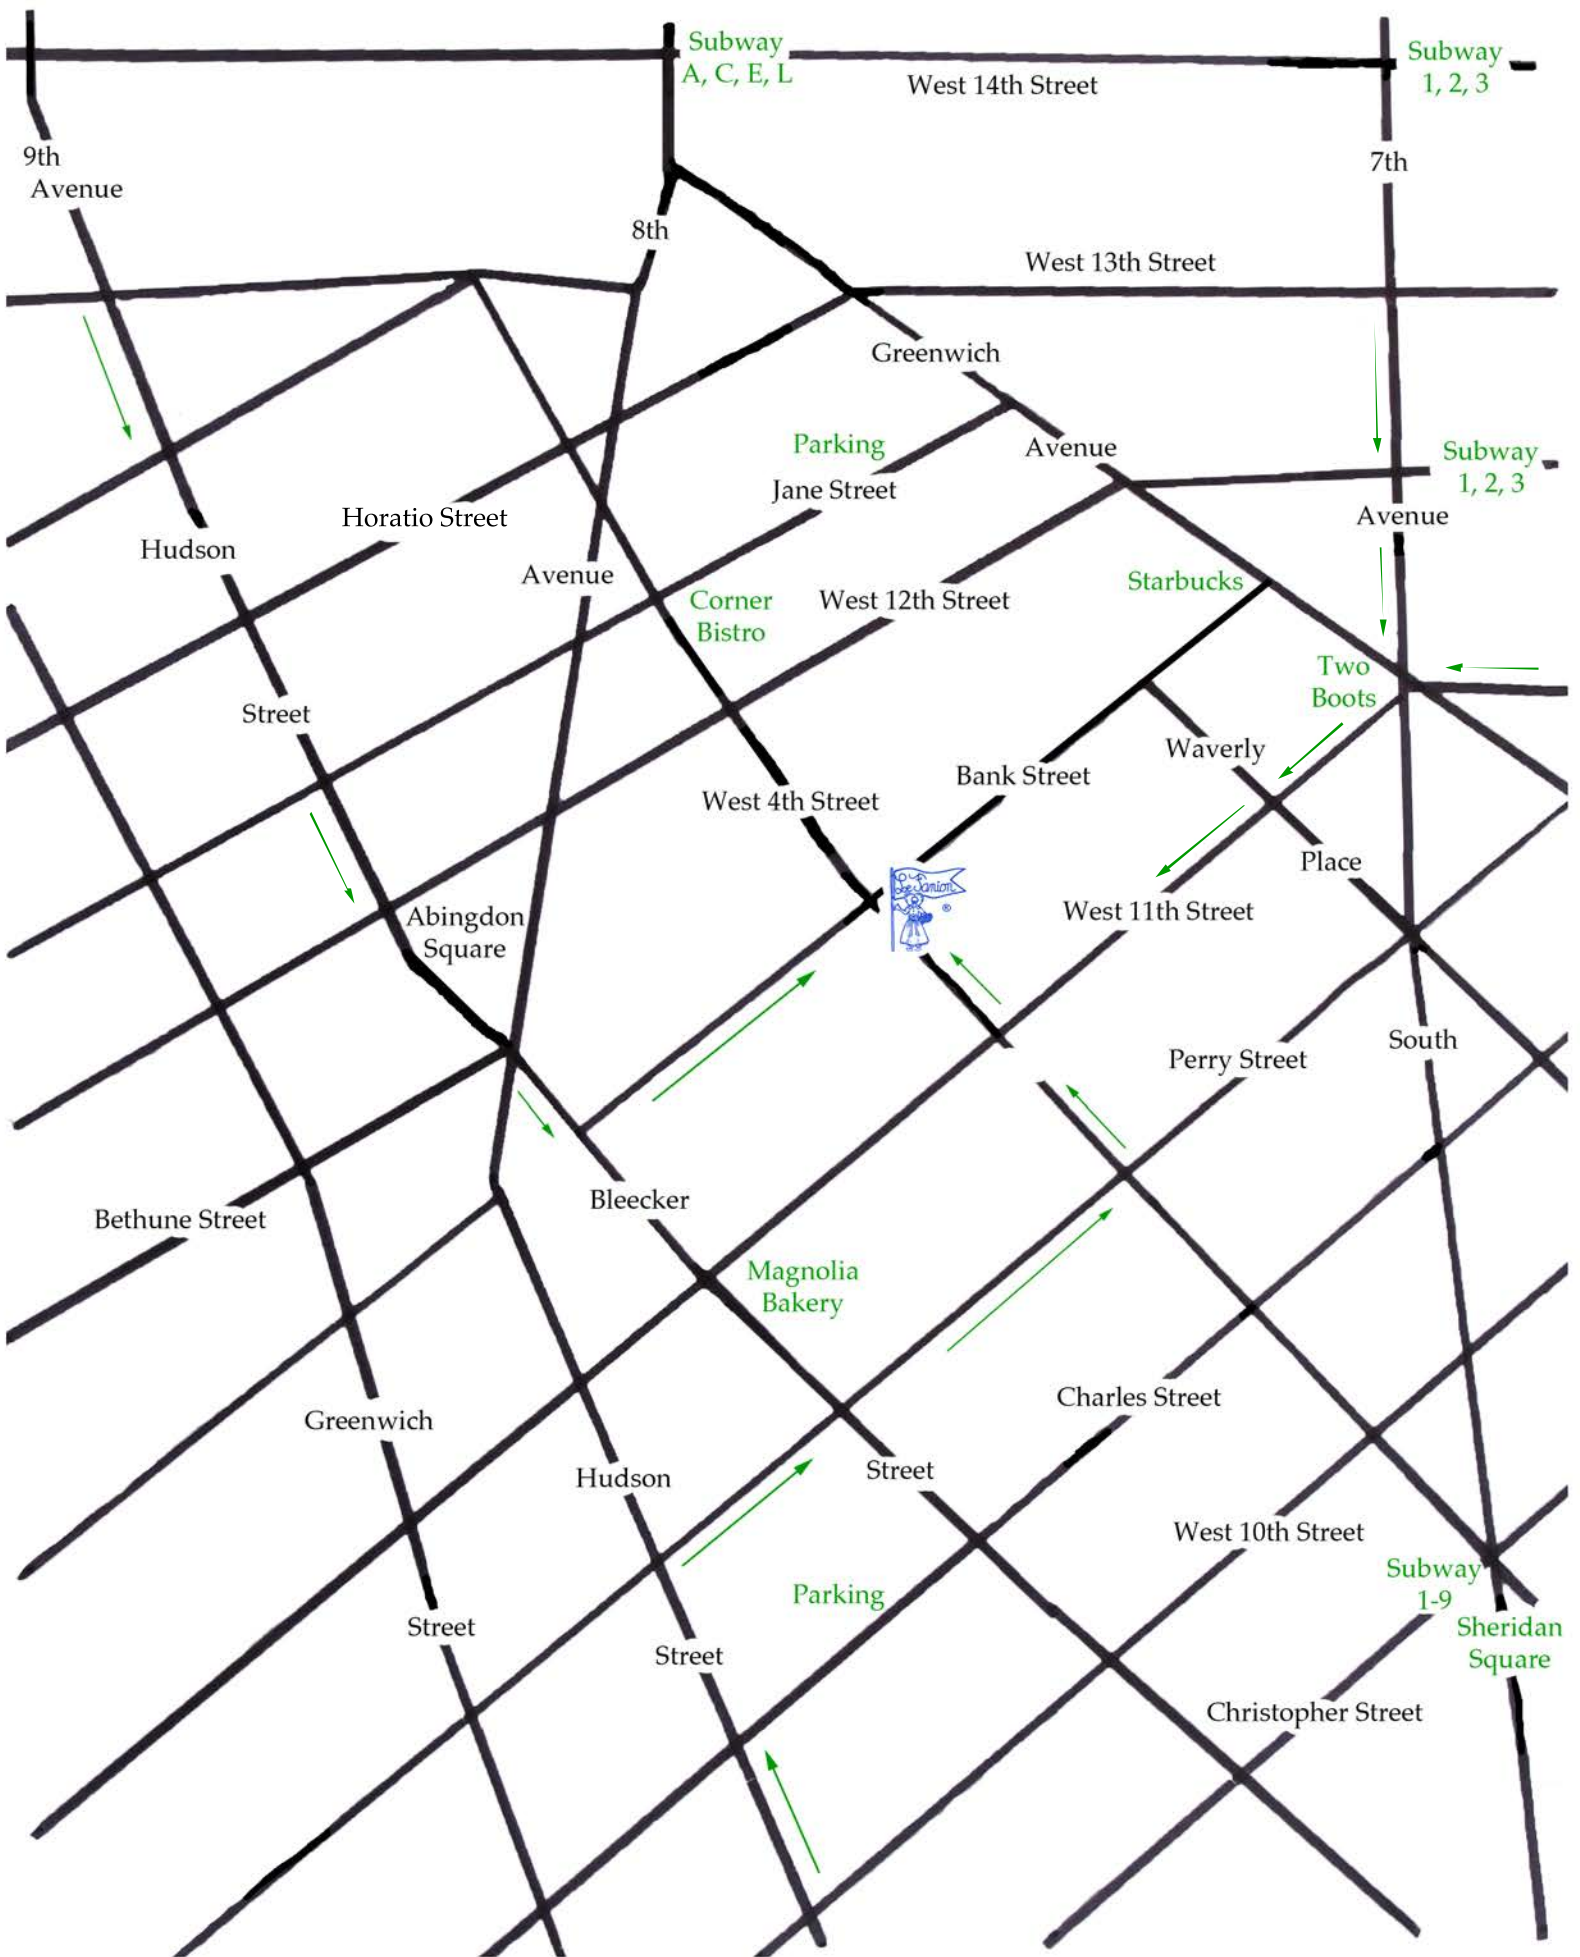 Subway
A, C, E, L
Subway
1, 2, 3
West 14th Street
9th
Avenue
7th
8th
West 13th Street
Greenwich
Avenue
Parking
Jane Street
Subway
1, 2, 3
Avenue
Horatio Street
Hudson
Avenue
Corner
Bistro
West 12th Street
Starbucks
Two
Boots
Street
Waverly
Bank Street
West 4th Street
Place
Le Fanion
®
West 11th Street
Abingdon
Square
South
Perry Street
Bleecker
Bethune Street
Magnolia
Bakery
Charles Street
Greenwich
Hudson
Street
West 10th Street
Subway
1-9
Parking
Street
Sheridan
Square
Street
Christopher Street